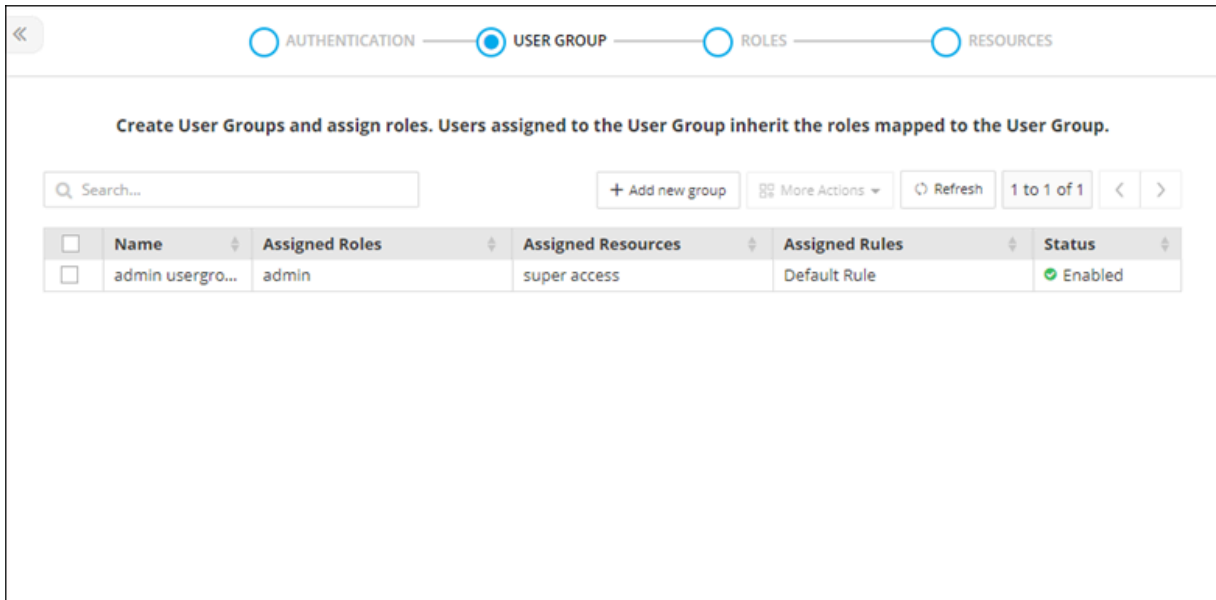 AUTHENTICATION USER GROUP ROLES RESOURCES
Create User Groups and assign roles. Users assigned to the User Group inherit the roles mapped to the User Group.
Search... + Add new group More Actions Refresh 1 to 1 of 1
Name Assigned Roles Assigned Resources Assigned Rules Status
admin usergro... admin super access Default Rule Enabled